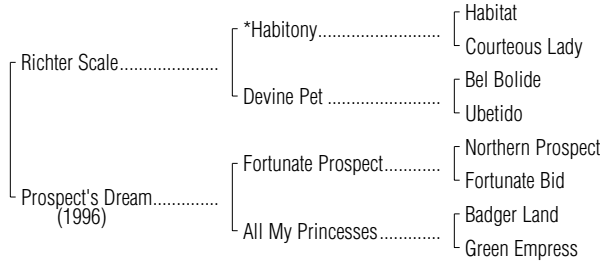 Habitat
*Habitony..........................
Courteous Lady
Richter Scale.....................
Bel Bolide
Devine Pet ........................
Ubetido
Northern Prospect
Fortunate Prospect............
Fortunate Bid
Prospect's Dream..............
(1996)
Badger Land
All My Princesses.............
Green Empress